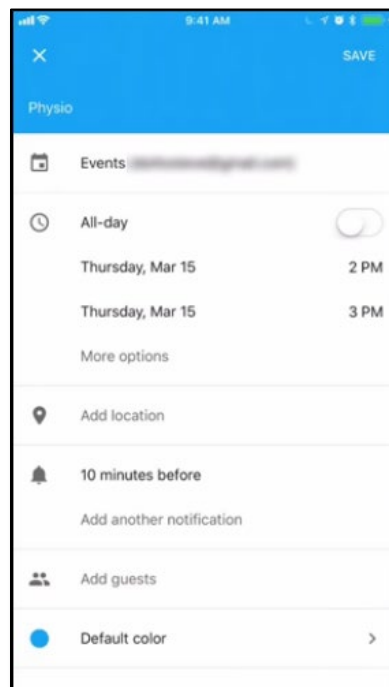 9:41 AM
SAVE
Physio
Events
All-day
Thursday, Mar 15 2 PM
Thursday, Mar 15 3 PM
More options
Add location
10 minutes before
Add another notification
Add guests
Default color